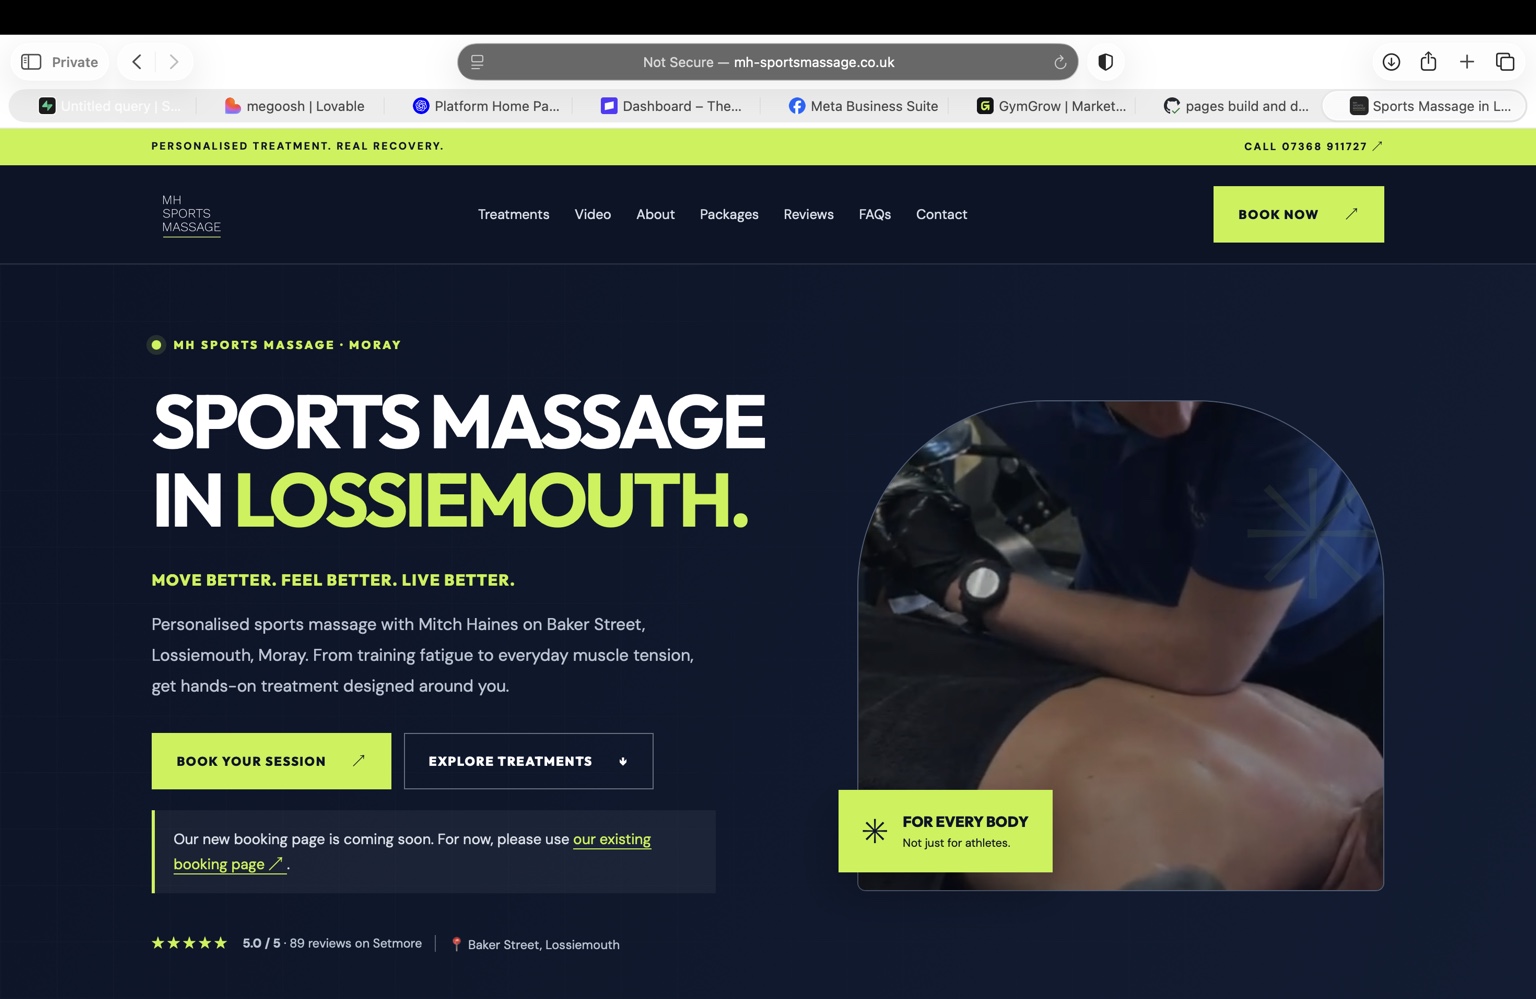 Private
Not Secure — mh-sportsmassage.co.uk
Untitled query | S...
megoosh | Lovable
Platform Home Pa...
Dashboard – The...
Meta Business Suite
GymGrow | Market...
pages build and d...
Sports Massage in L...
PERSONALISED TREATMENT. REAL RECOVERY.
CALL 07368 911727 ↗
MH
SPORTS
MASSAGE
Treatments
Video
About
Packages
Reviews
FAQs
Contact
BOOK NOW ↗
MH SPORTS MASSAGE · MORAY
SPORTS MASSAGE
IN LOSSIEMOUTH.
MOVE BETTER. FEEL BETTER. LIVE BETTER.
Personalised sports massage with Mitch Haines on Baker Street,
Lossiemouth, Moray. From training fatigue to everyday muscle tension,
get hands-on treatment designed around you.
BOOK YOUR SESSION ↗
EXPLORE TREATMENTS ↓
Our new booking page is coming soon. For now, please use our existing
booking page ↗.
FOR EVERY BODY
Not just for athletes.
★★★★★ 5.0 / 5 · 89 reviews on Setmore
📍 Baker Street, Lossiemouth